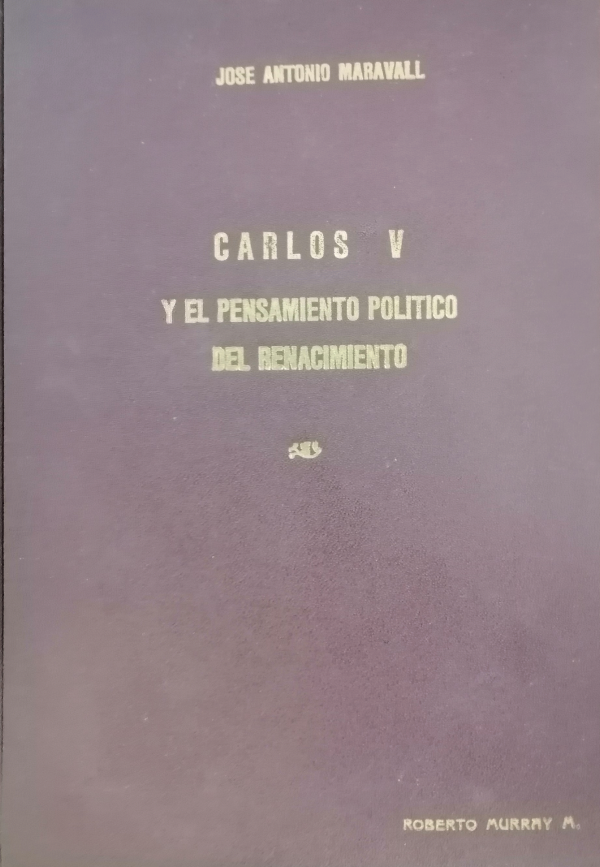 JOSE ANTONIO MARAVALL
CARLOS V
Y EL PENSAMIENTO POLITICO
DEL RENACIMIENTO
ROBERTO MURRAY M.